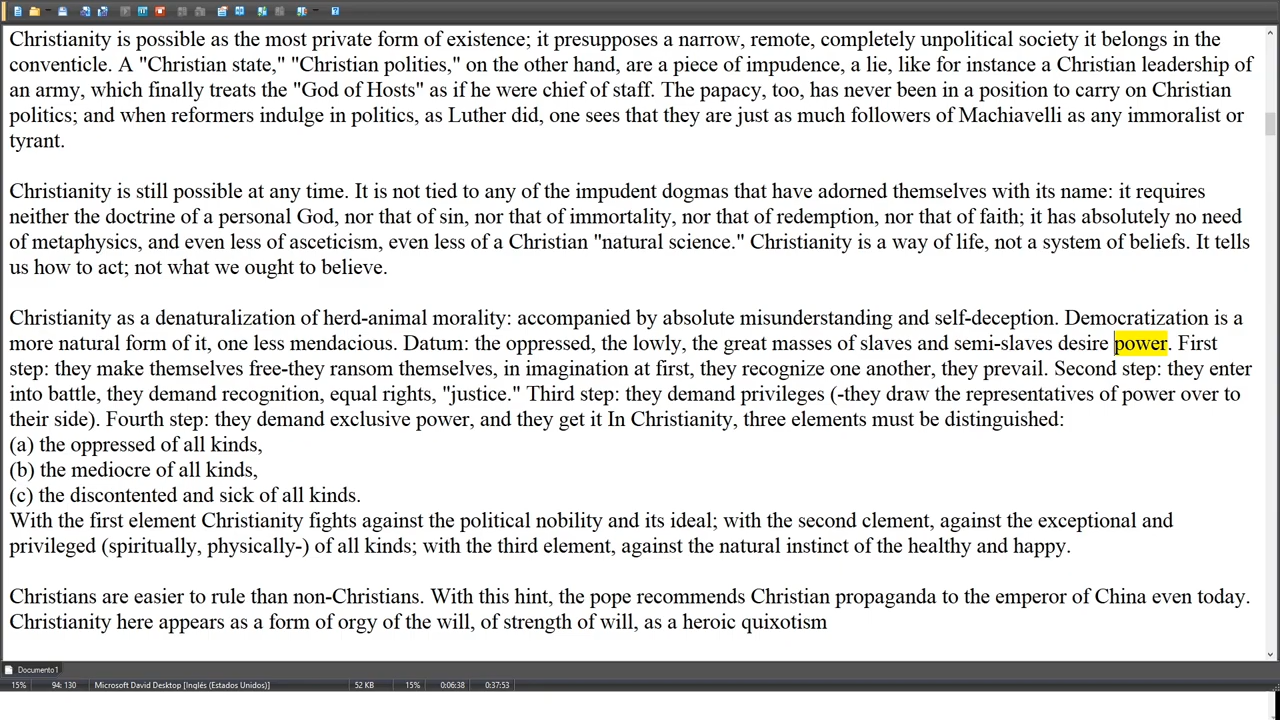 Christianity is possible as the most private form of existence; it presupposes a narrow, remote, completely unpolitical society it belongs in the
conventicle. A "Christian state," "Christian polities," on the other hand, are a piece of impudence, a lie, like for instance a Christian leadership of
an army, which finally treats the "God of Hosts" as if he were chief of staff. The papacy, too, has never been in a position to carry on Christian
politics; and when reformers indulge in politics, as Luther did, one sees that they are just as much followers of Machiavelli as any immoralist or
tyrant.
Christianity is still possible at any time. It is not tied to any of the impudent dogmas that have adorned themselves with its name: it requires
neither the doctrine of a personal God, nor that of sin, nor that of immortality, nor that of redemption, nor that of faith; it has absolutely no need
of metaphysics, and even less of asceticism, even less of a Christian "natural science." Christianity is a way of life, not a system of beliefs. It tells
us how to act; not what we ought to believe.
Christianity as a denaturalization of herd-animal morality: accompanied by absolute misunderstanding and self-deception. Democratization is a
more natural form of it, one less mendacious. Datum: the oppressed, the lowly, the great masses of slaves and semi-slaves desire power. First
step: they make themselves free-they ransom themselves, in imagination at first, they recognize one another, they prevail. Second step: they enter
into battle, they demand recognition, equal rights, "justice." Third step: they demand privileges (-they draw the representatives of power over to
their side). Fourth step: they demand exclusive power, and they get it In Christianity, three elements must be distinguished:
(a) the oppressed of all kinds,
(b) the mediocre of all kinds,
(c) the discontented and sick of all kinds.
With the first element Christianity fights against the political nobility and its ideal; with the second clement, against the exceptional and
privileged (spiritually, physically-) of all kinds; with the third element, against the natural instinct of the healthy and happy.
Christians are easier to rule than non-Christians. With this hint, the pope recommends Christian propaganda to the emperor of China even today.
Christianity here appears as a form of orgy of the will, of strength of will, as a heroic quixotism
Documento1
15% 94: 130 Microsoft David Desktop [Inglés (Estados Unidos)] 52 KB 15% 0:06:38 0:37:53